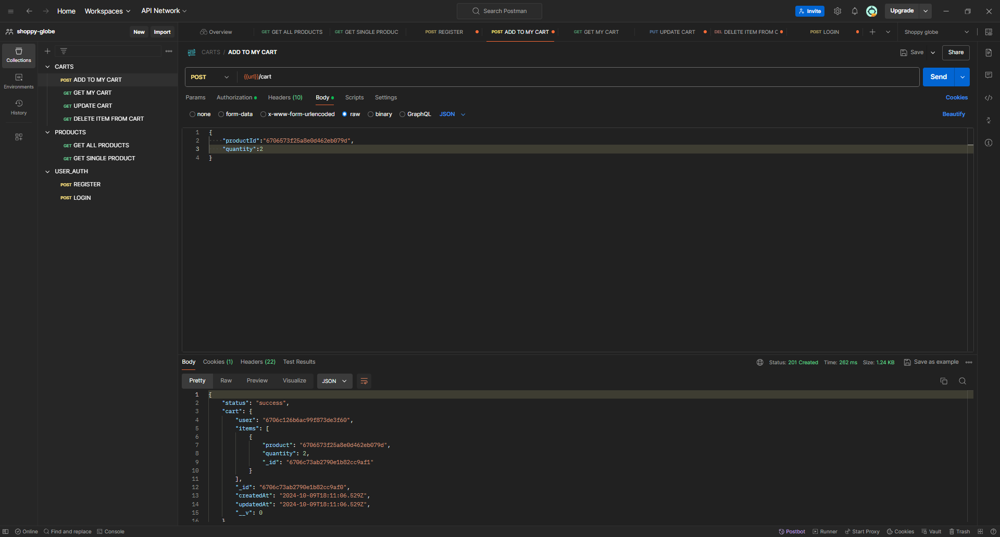 Home Workspaces API Network Search Postman Invite Upgrade
shoppy-globe New Import Overview GET GET ALL PRODUCTS GET GET SINGLE PRODUC POST REGISTER POST ADD TO MY CART GET GET MY CART PUT UPDATE CART DEL DELETE ITEM FROM C POST LOGIN Shoppy globe
Collections
Environments
History
CARTS
POST ADD TO MY CART
GET GET MY CART
GET UPDATE CART
GET DELETE ITEM FROM CART
PRODUCTS
GET GET ALL PRODUCTS
GET GET SINGLE PRODUCT
USER_AUTH
POST REGISTER
POST LOGIN
HTTP CARTS / ADD TO MY CART Save Share
POST {{url}}/cart Send
Params Authorization Headers (10) Body Scripts Settings Cookies
none form-data x-www-form-urlencoded raw binary GraphQL JSON Beautify
1 {
2 "productId":"6706573f25a8e0d462eb079d",
3 "quantity":2
4 }
Body Cookies (1) Headers (22) Test Results Status: 201 Created Time: 262 ms Size: 1.24 KB Save as example
Pretty Raw Preview Visualize JSON
1 {
2 "status": "success",
3 "cart": {
4 "user": "6706c126b6ac99f873de3f60",
5 "items": [
6 {
7 "product": "6706573f25a8e0d462eb079d",
8 "quantity": 2,
9 "_id": "6706c73ab2790e1b82cc9af1"
10 }
11 ],
12 "_id": "6706c73ab2790e1b82cc9af0",
13 "createdAt": "2024-10-09T18:11:06.529Z",
14 "updatedAt": "2024-10-09T18:11:06.529Z",
15 "__v": 0
16 }
Online Find and replace Console Postbot Runner Start Proxy Cookies Vault Trash